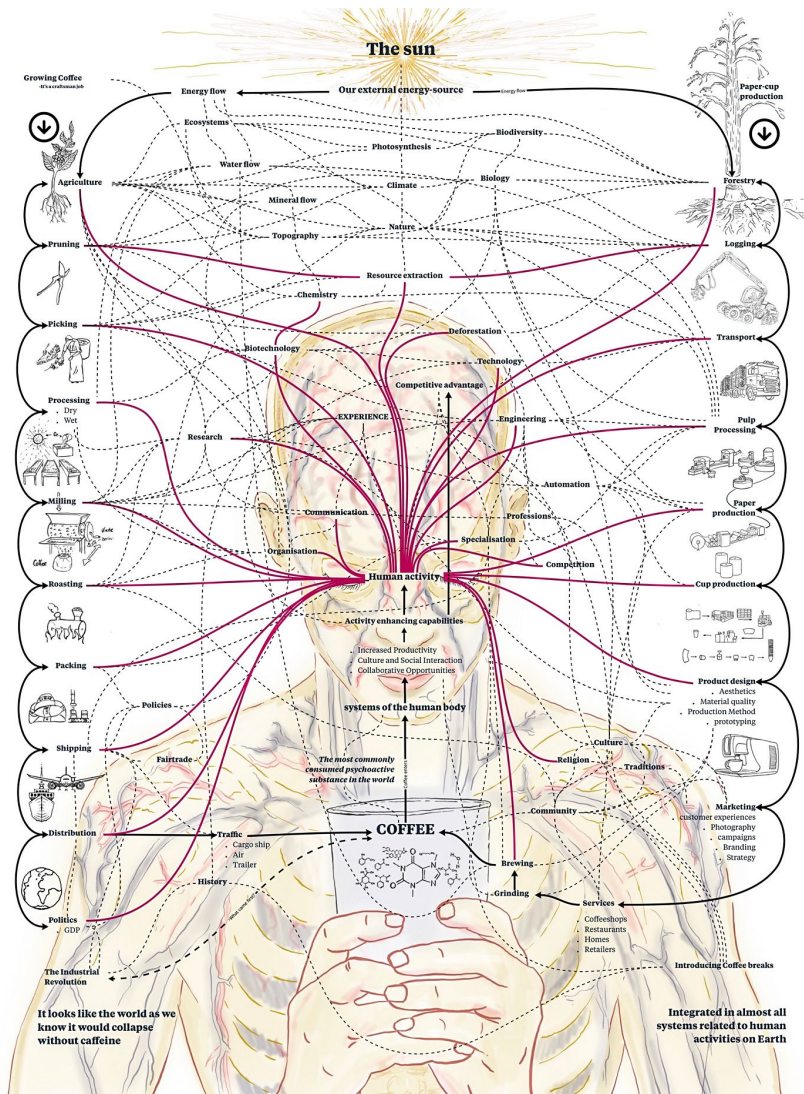 The sun
Growing Coffee
-It's a craftsman job
Energy flow
Our external energy-source
Energy flow
Paper-cup
production
Ecosystems
Biodiversity
Photosynthesis
Water flow
Agriculture
Climate
Biology
Forestry
Mineral flow
Nature
Topography
Pruning
Logging
Resource extraction
Chemistry
Picking
Deforestation
Transport
Biotechnology
Technology
Competitive advantage
Processing
Dry
Wet
EXPERIENCE
Engineering
Pulp
Processing
Research
Automation
Milling
Communication
Professions
Paper
production
Coffee
Specialisation
Organisation
Competition
Human activity
Roasting
Cup production
Activity enhancing capabilities
Increased Productivity
Culture and Social Interaction
Collaborative Opportunities
Packing
Product design
Aesthetics
Material quality
Production Method
prototyping
Policies
systems of the human body
Shipping
Culture
Fairtrade
The most commonly
consumed psychoactive
substance in the world
Religion
Traditions
Community
Marketing
customer experiences
Photography
campaigns
Branding
Strategy
Distribution
Traffic
Cargo ship
Air
Trailer
COFFEE
Brewing
History
What came first?
Grinding
Services
Coffeeshops
Restaurants
Homes
Retailers
Politics
GDP
The Industrial
Revolution
Introducing Coffee breaks
It looks like the world as we
know it would collapse
without caffeine
Integrated in almost all
systems related to human
activities on Earth